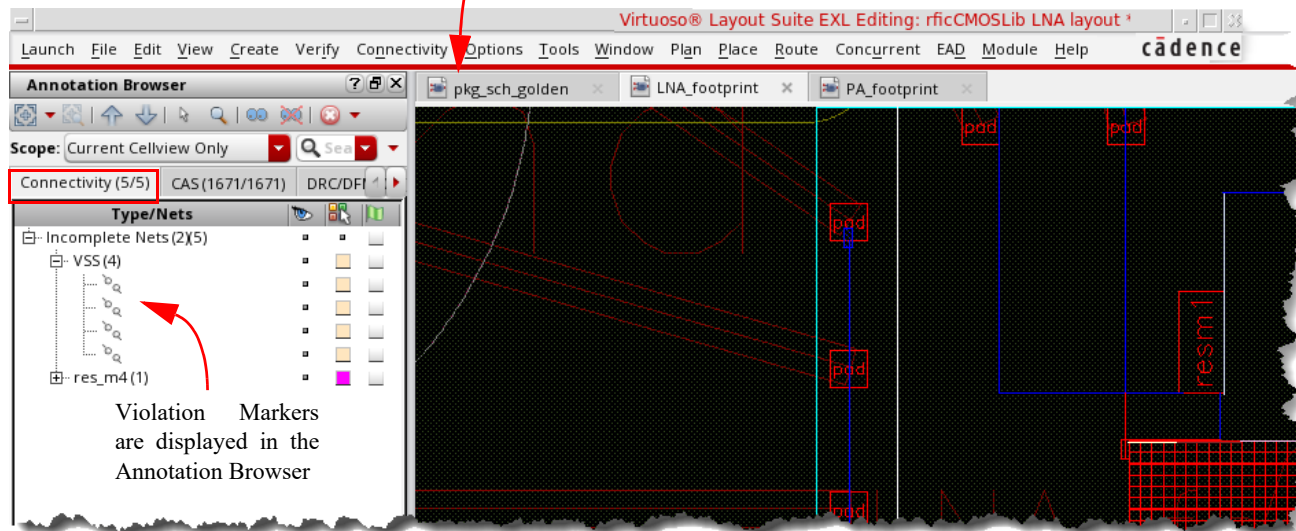 Virtuoso® Layout Suite EXL Editing: rficCMOSLib LNA layout *
Launch File Edit View Create Verify Connectivity Options Tools Window Plan Place Route Concurrent EAD Module Help cādence
Annotation Browser
pkg_sch_golden LNA_footprint PA_footprint
Scope: Current Cellview Only Sea
Connectivity (5/5) CAS (1671/1671)
Type/Nets
Incomplete Nets (2)(5)
VSS (4)
res_m4 (1)
Violation Markers
are displayed in the
Annotation Browser
pad pad
pad
pad
pad
resm1